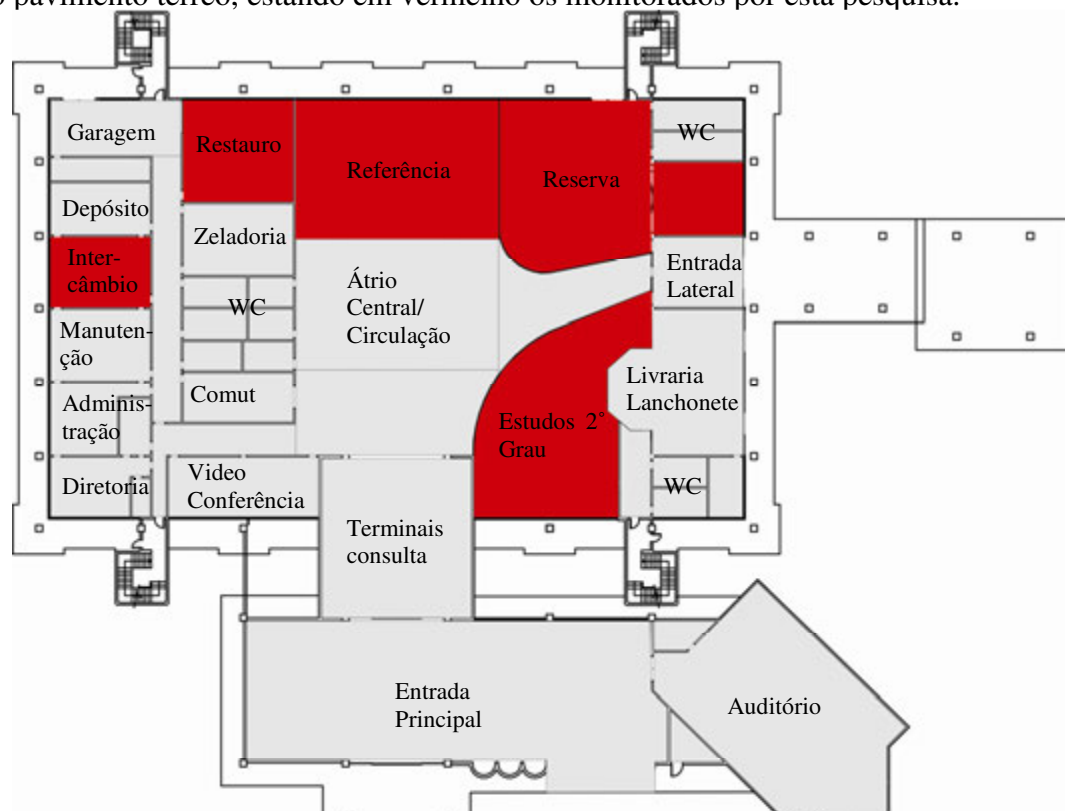 o pavimento térreo, estando em vermelho os monitorados por esta pesquisa.
Garagem
Restauro
Referência
Reserva
WC
Depósito
Zeladoria
Inter-
câmbio
Átrio
Central/
Circulação
Entrada
Lateral
WC
Manuten-
ção
Comut
Livraria
Lanchonete
Adminis-
tração
Estudos 2°
Grau
Diretoria
Video
Conferência
WC
Terminais
consulta
Entrada
Principal
Auditório